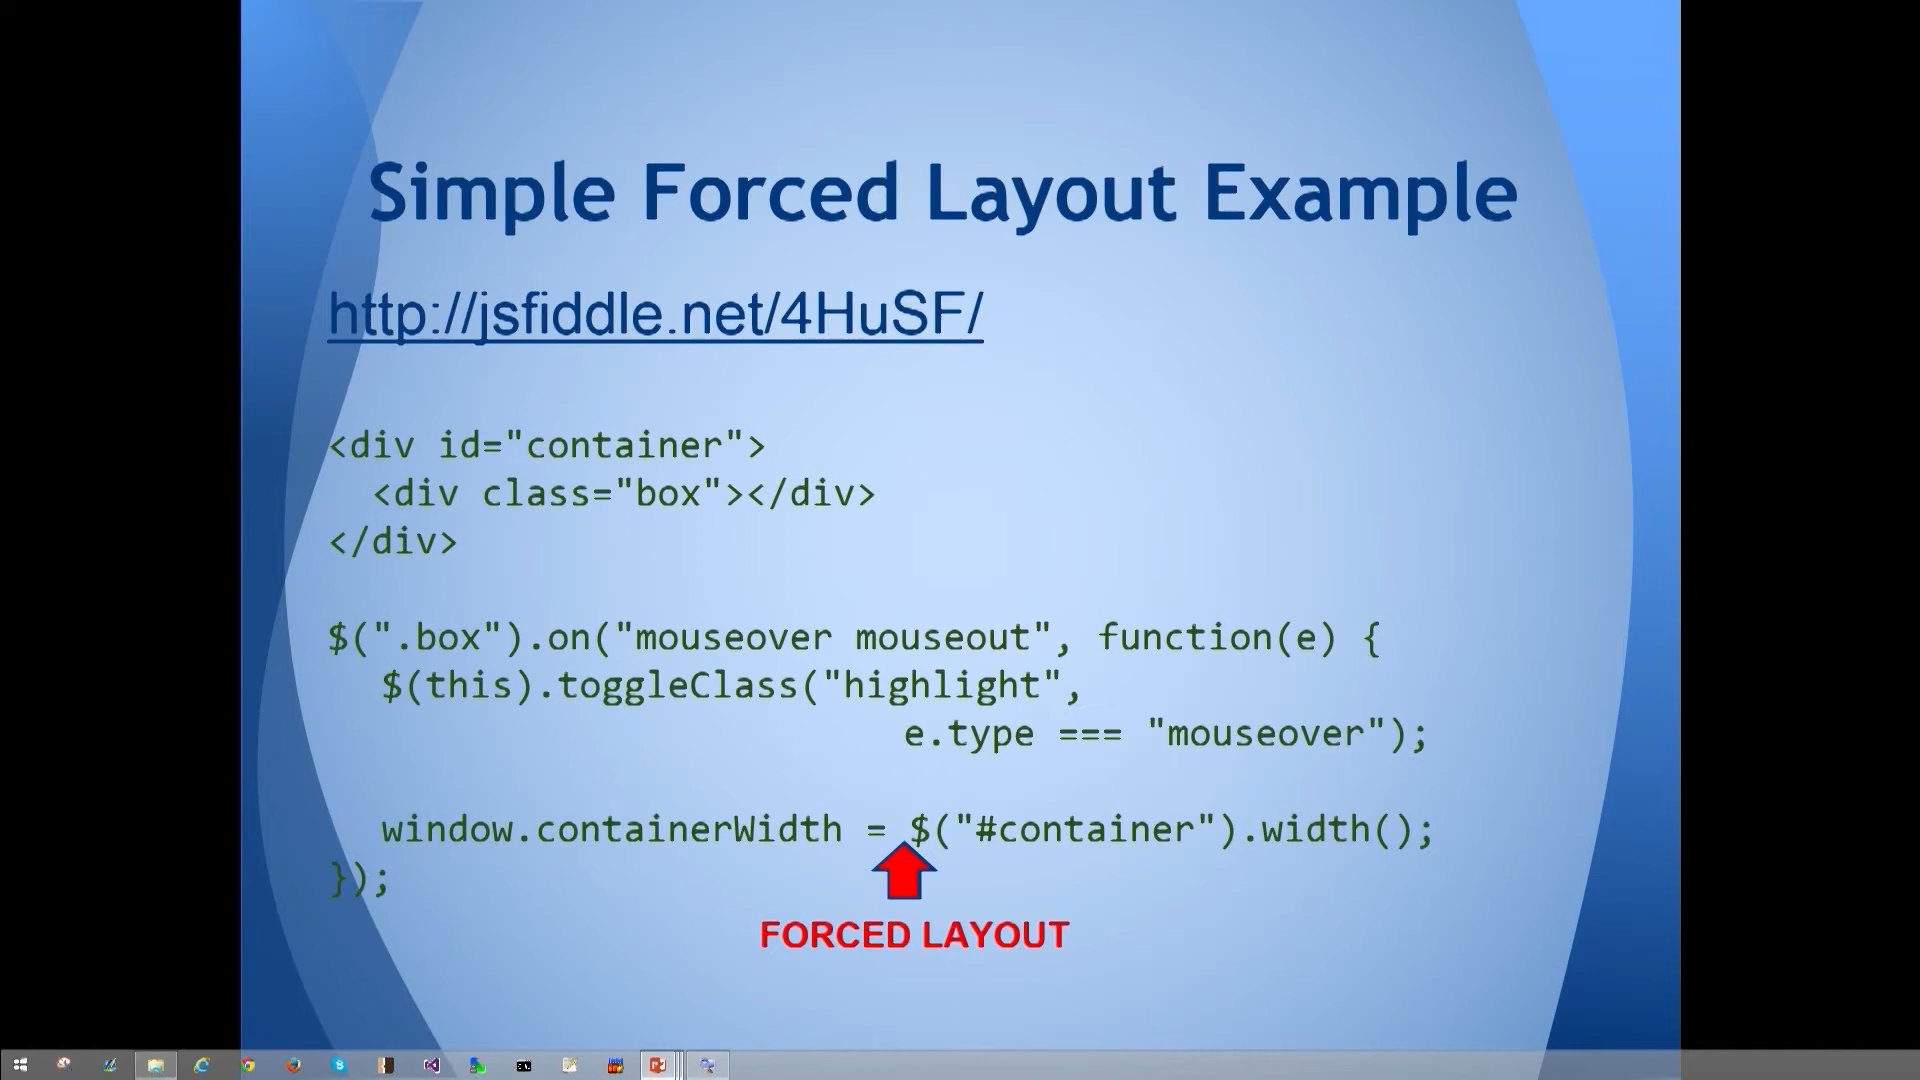 Simple Forced Layout Example
http://jsfiddle.net/4HuSF/
<div id="container">
<div class="box"></div>
</div>
$(".box").on("mouseover mouseout", function(e) {
$(this).toggleClass("highlight",
e.type === "mouseover");
window.containerWidth = $("#container").width();
});
FORCED LAYOUT